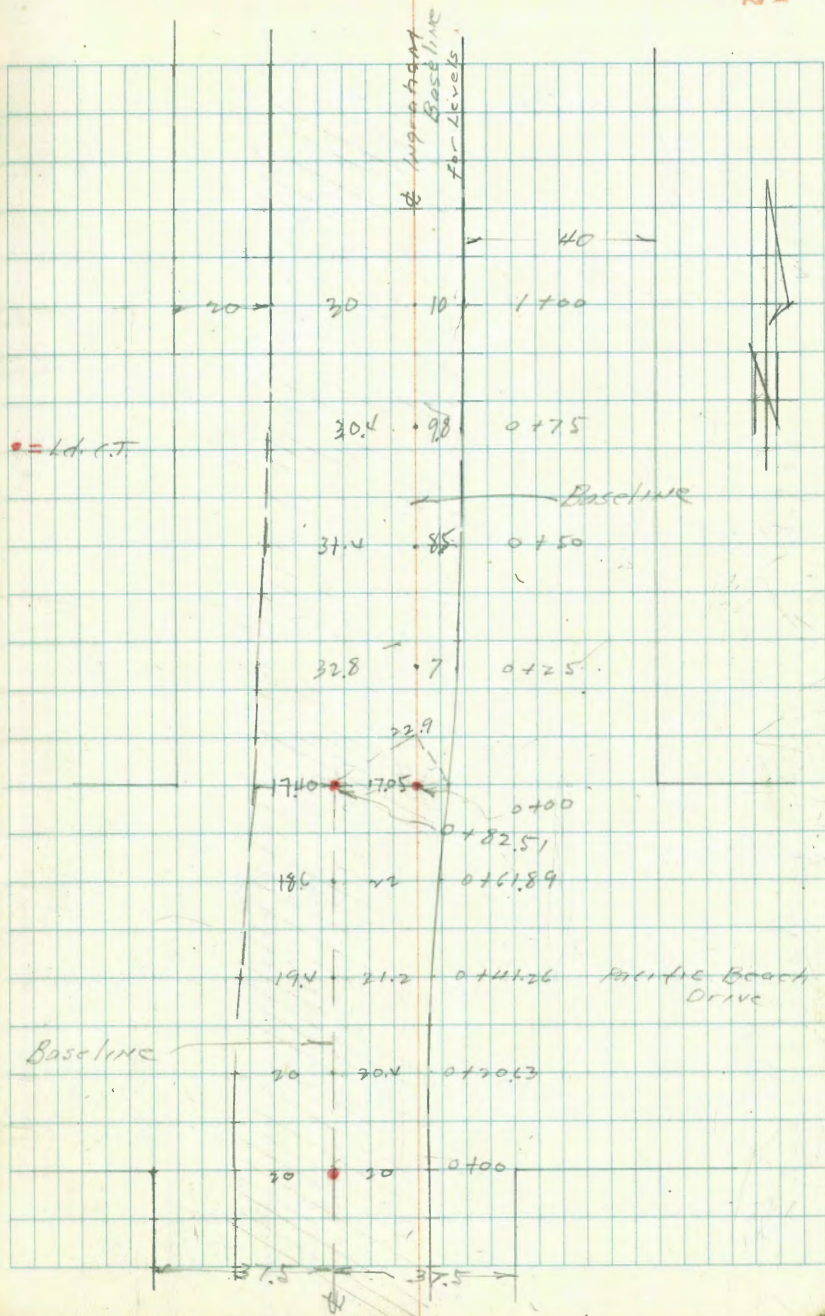 ℄ Ingraham
Baseline
for Levels
40
20 30 10 1+00
30.4 9.8 0+75
• = Ld. C.T.
Baseline
31.4 8.5 0+50
32.8 7 0+25
22.9
17.40 17.05
0+00
0+82.51
18.6 22 0+61.89
19.4 21.2 0+41.26 Pacific Beach
Drive
Baseline
20 20.4 0+20.63
20 20 0+00
37.5 37.5
℄